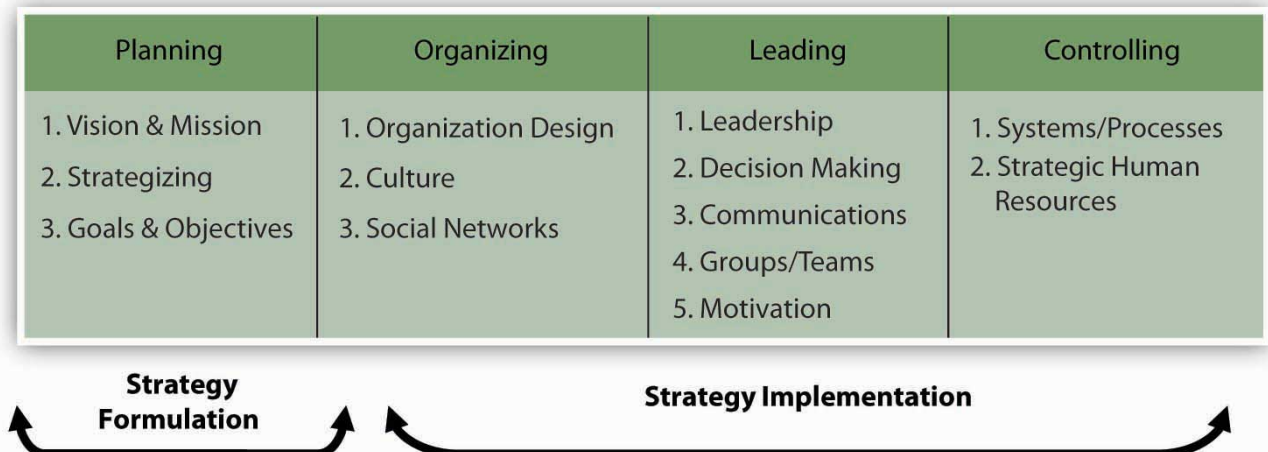 Planning
Organizing
Leading
Controlling
1. Vision & Mission
2. Strategizing
3. Goals & Objectives
1. Organization Design
2. Culture
3. Social Networks
1. Leadership
2. Decision Making
3. Communications
4. Groups/Teams
5. Motivation
1. Systems/Processes
2. Strategic Human
Resources
Strategy
Formulation
Strategy Implementation